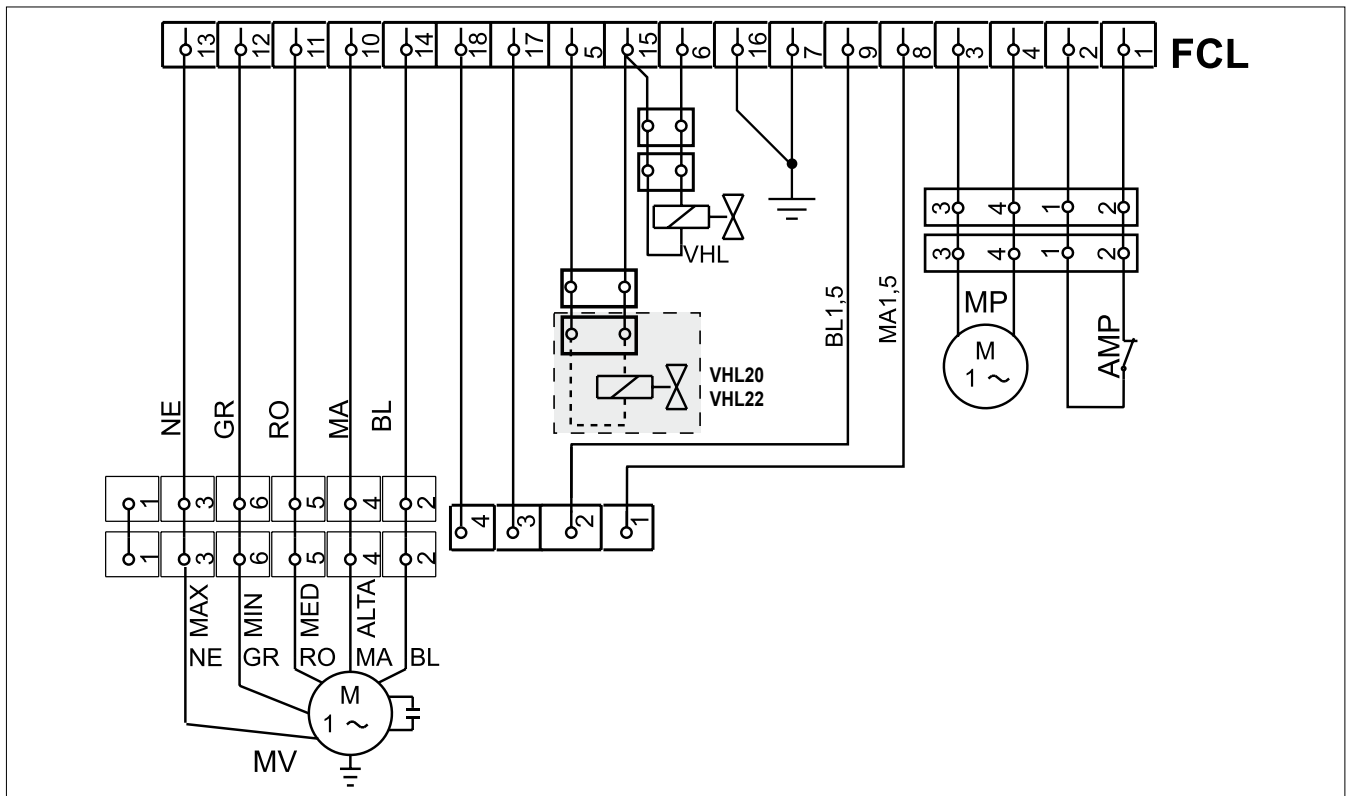 13 12 11 10 14 18 17 5 15 6 16 7 9 8 3 4 2 1 FCL
3 4 1 2
3 4 1 2
VHL
BL1,5 MA1,5
MP AMP
M
1 ~
VHL20
VHL22
NE GR RO MA BL
1 3 6 5 4 2
4 3 2 1
1 3 6 5 4 2
MAX MIN MED ALTA
NE GR RO MA BL
M
1 ~
MV